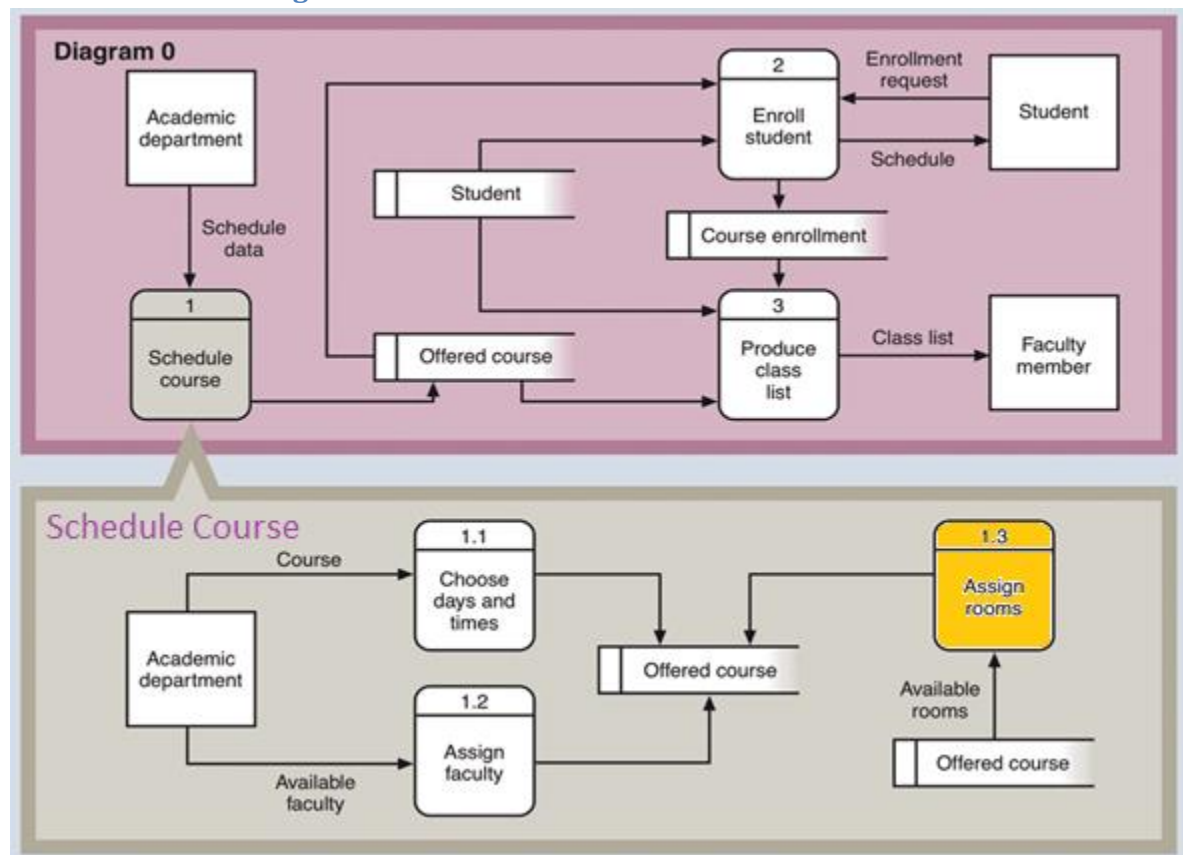 Diagram 0
Academic
department
Schedule
data
1
Schedule
course
Student
Offered course
2
Enroll
student
Enrollment
request
Schedule
Student
Course enrollment
3
Produce
class
list
Class list
Faculty
member
Schedule Course
Academic
department
Course
1.1
Choose
days and
times
Available
faculty
1.2
Assign
faculty
Offered course
1.3
Assign
rooms
Available
rooms
Offered course